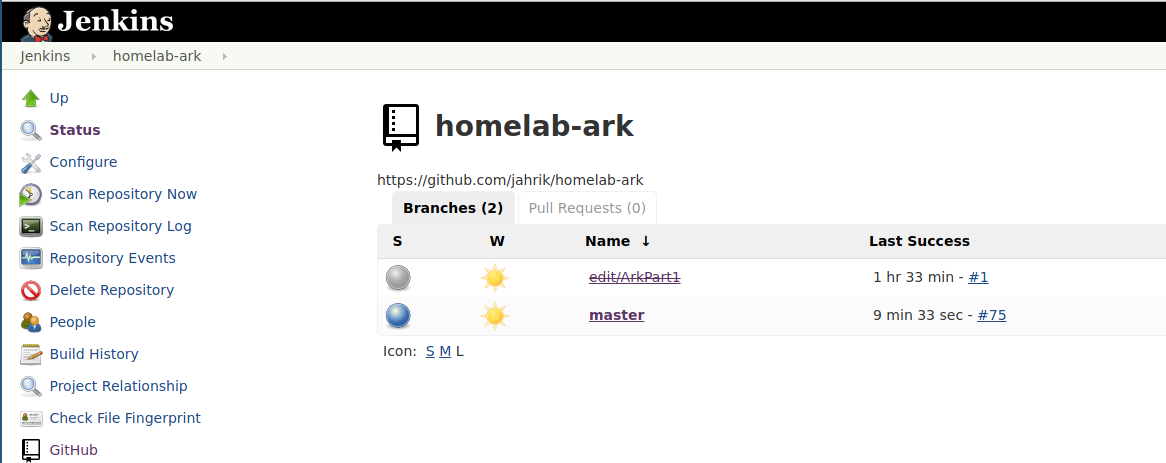 Jenkins
Jenkins homelab-ark
Up
Status
Configure
Scan Repository Now
Scan Repository Log
Repository Events
Delete Repository
People
Build History
Project Relationship
Check File Fingerprint
GitHub
homelab-ark
https://github.com/jahrik/homelab-ark
Branches (2) Pull Requests (0)
S W Name ↓ Last Success
edit/ArkPart1 1 hr 33 min - #1
master 9 min 33 sec - #75
Icon: S M L